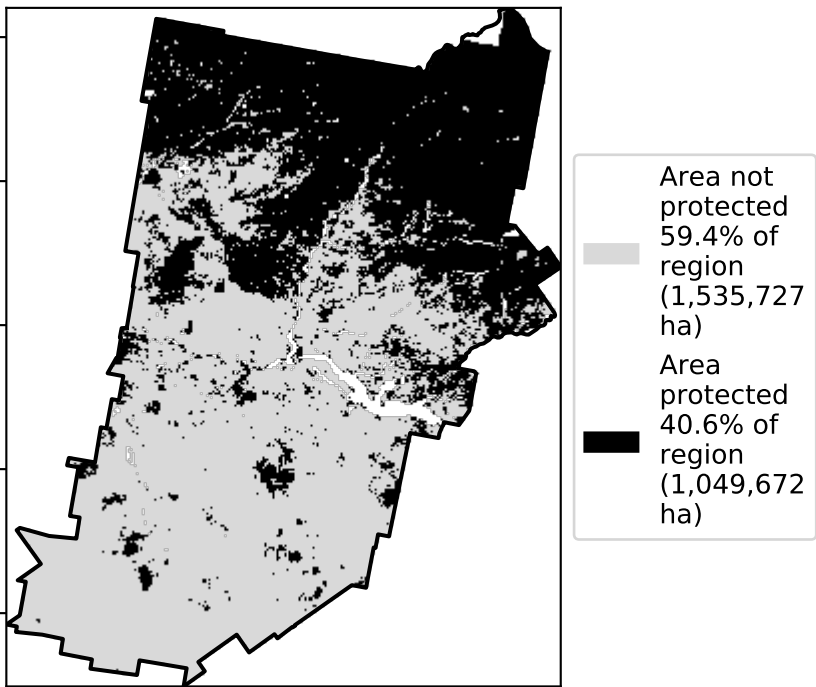 Area not
protected
59.4% of
region
(1,535,727
ha)
Area
protected
40.6% of
region
(1,049,672
ha)